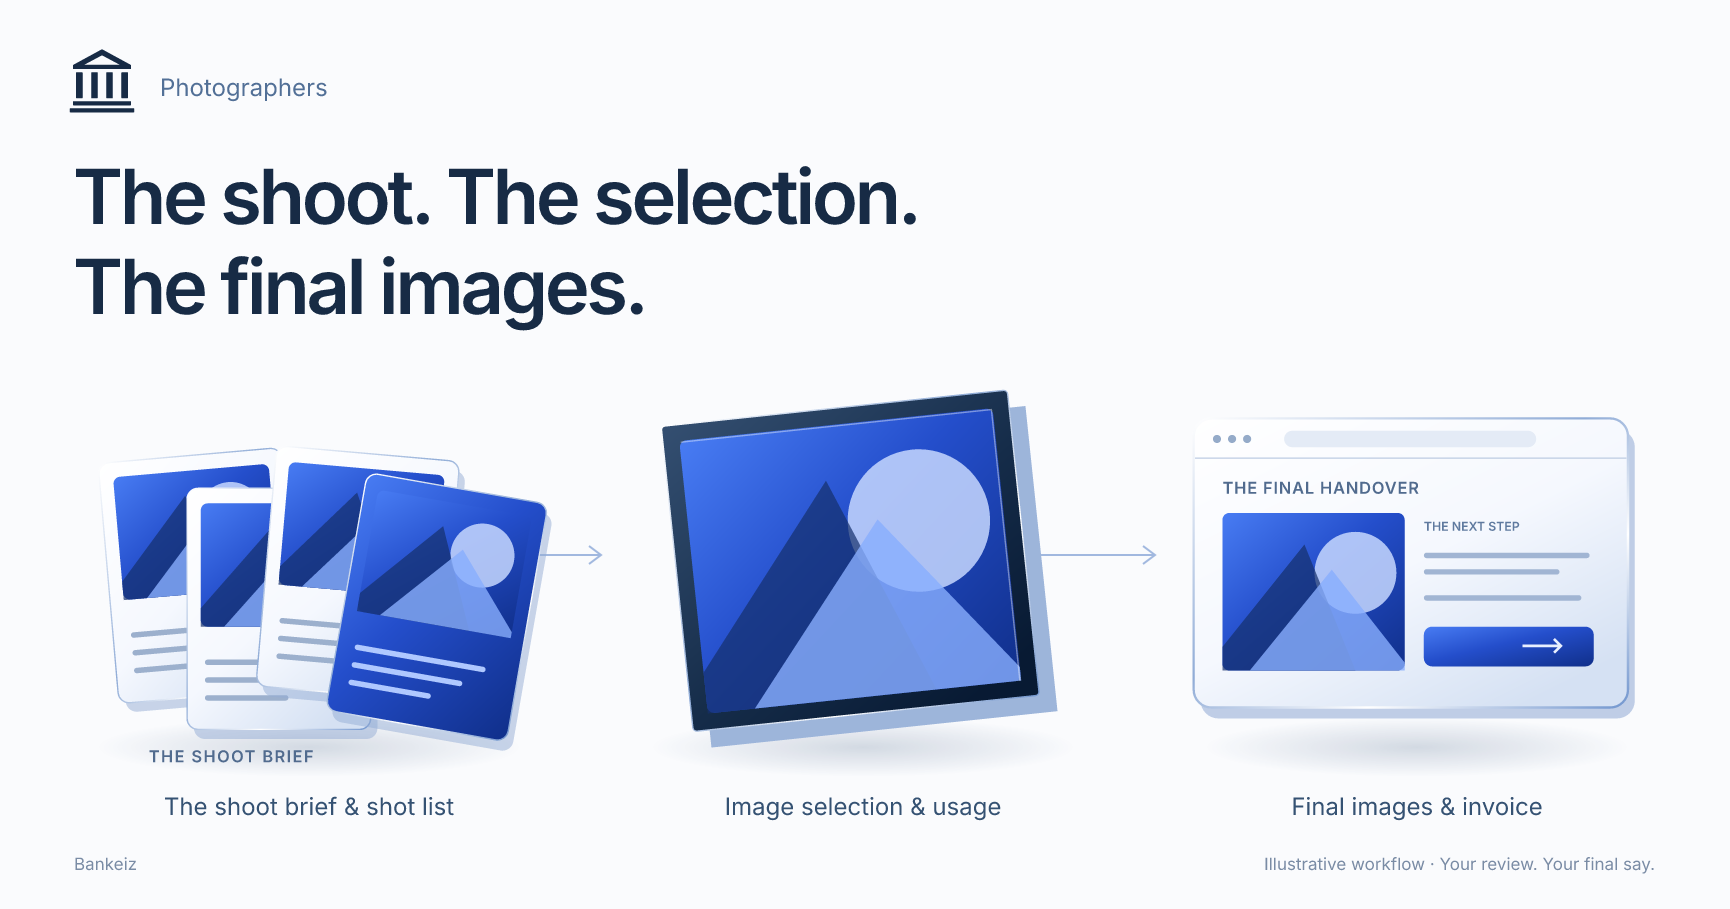 Photographers
The shoot. The selection.
The final images.
THE SHOOT BRIEF
The shoot brief & shot list
Image selection & usage
THE FINAL HANDOVER
THE NEXT STEP
Final images & invoice
Bankeiz
Illustrative workflow · Your review. Your final say.